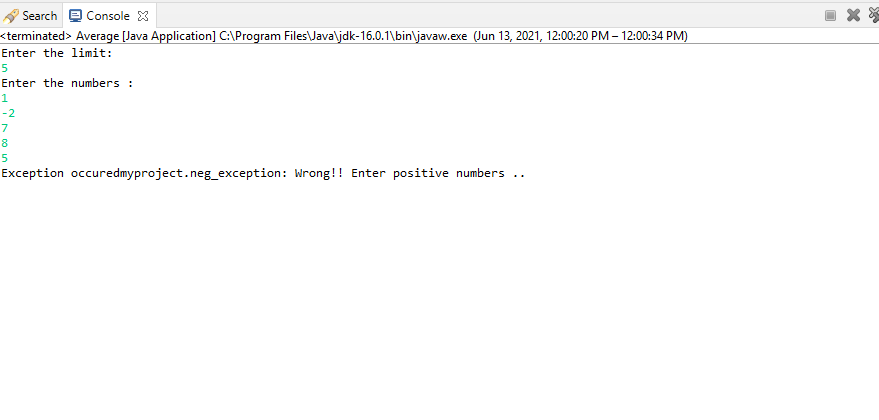 Search Console
<terminated> Average [Java Application] C:\Program Files\Java\jdk-16.0.1\bin\javaw.exe (Jun 13, 2021, 12:00:20 PM – 12:00:34 PM)
Enter the limit:
5
Enter the numbers :
1
-2
7
8
5
Exception occuredmyproject.neg_exception: Wrong!! Enter positive numbers ..